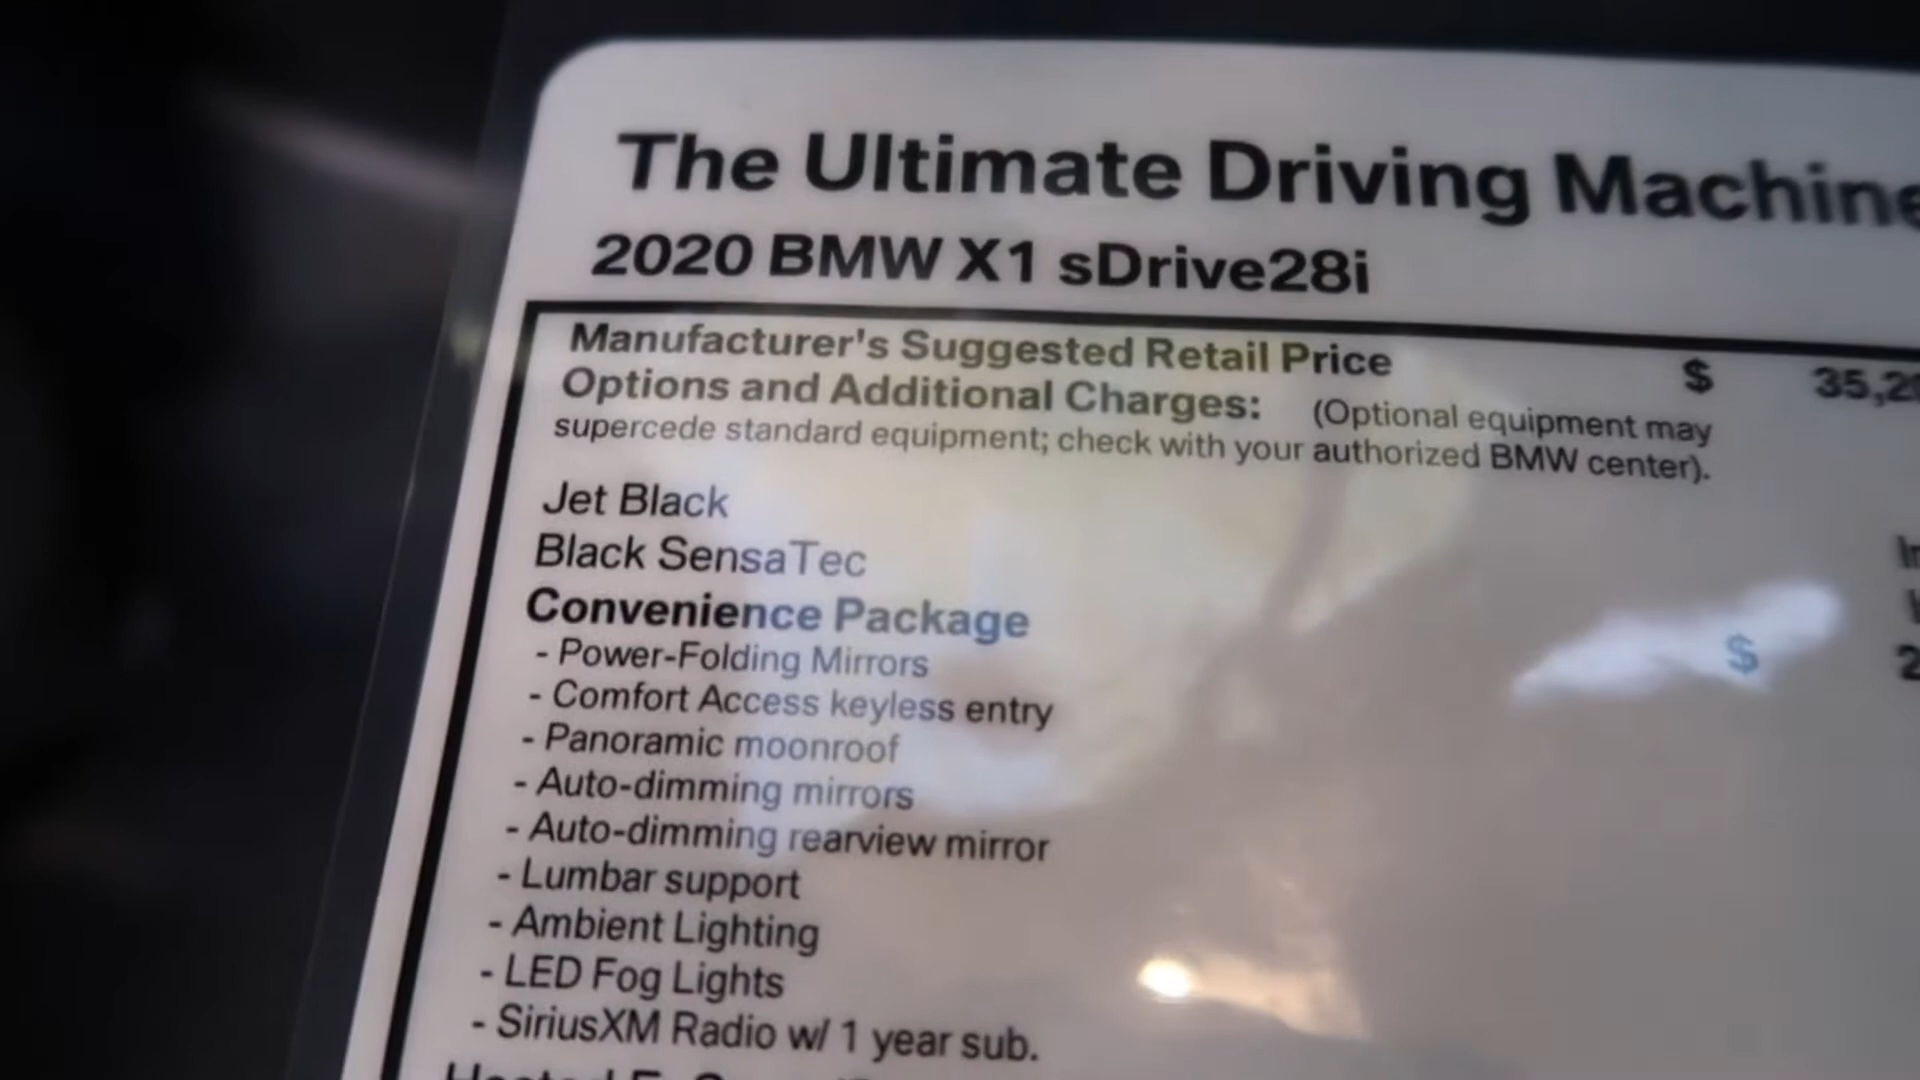 The Ultimate Driving Machine
2020 BMW X1 sDrive28i
Manufacturer's Suggested Retail Price $ 35,20
Options and Additional Charges: (Optional equipment may
supercede standard equipment; check with your authorized BMW center).
Jet Black
Black SensaTec
Convenience Package $ 2
- Power-Folding Mirrors
- Comfort Access keyless entry
- Panoramic moonroof
- Auto-dimming mirrors
- Auto-dimming rearview mirror
- Lumbar support
- Ambient Lighting
- LED Fog Lights
- SiriusXM Radio w/ 1 year sub.